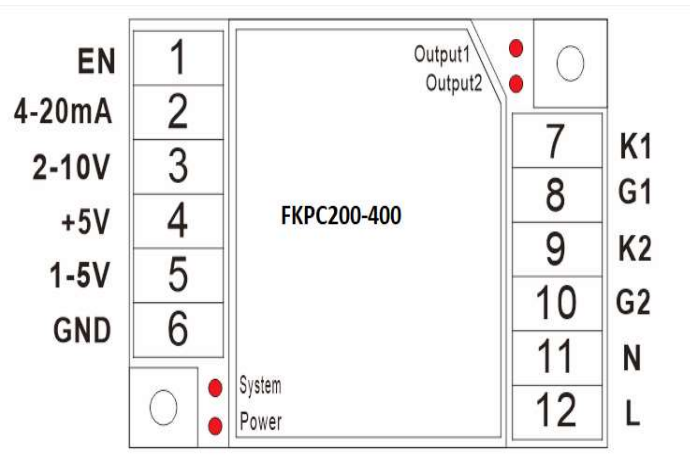 EN 1
4-20mA 2
2-10V 3
+5V 4
1-5V 5
GND 6
System
Power
FKPC200-400
Output1
Output2
7 K1
8 G1
9 K2
10 G2
11 N
12 L